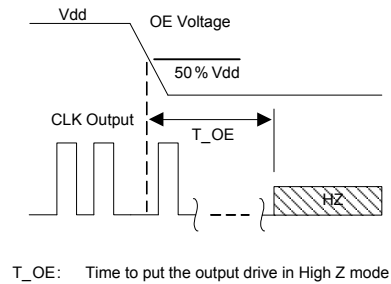 Vdd
OE Voltage
50% Vdd
CLK Output
T_OE
HZ
T_OE: Time to put the output drive in High Z mode